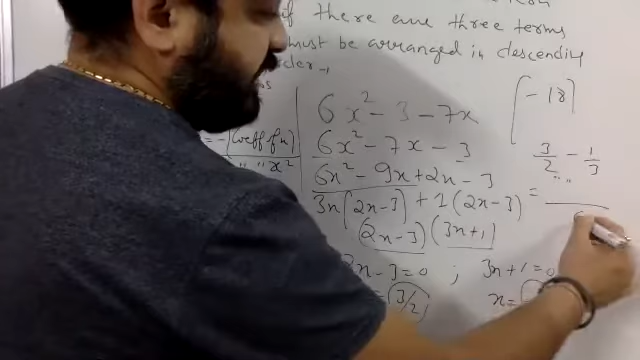 if there are three terms
must be arranged in descending
order
= -(coeff of x)
" " x²
6x² - 3 - 7x
6x² - 7x - 3
6x² - 9x + 2x - 3
3x(2x-3) + 1(2x-3)
(2x-3)(3x+1)
2x-3=0 ; 3x+1=0
= 3/2 x=
-18
3/2 - 1/3
=